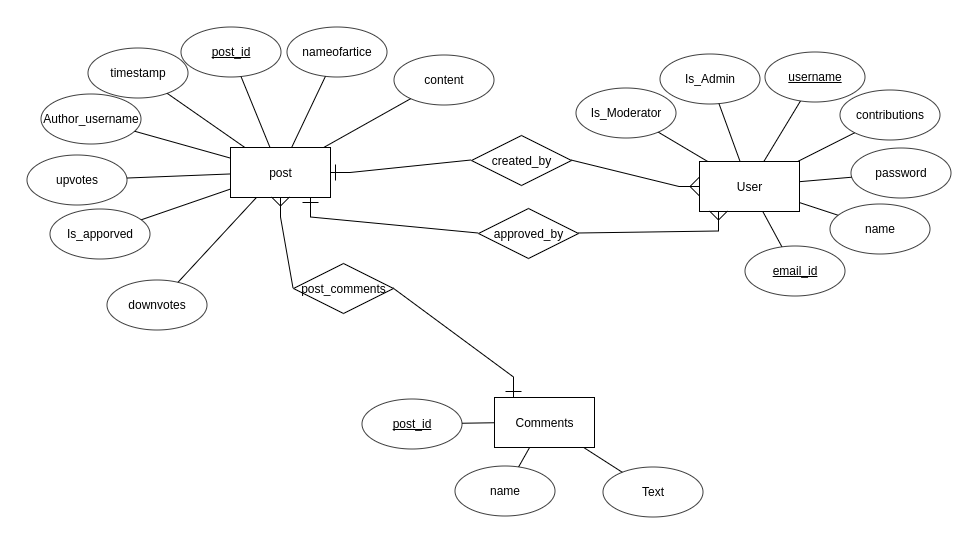 post_id
nameofartice
timestamp
content
Is_Admin
username
Author_username
Is_Moderator
contributions
created_by
post
User
password
upvotes
Is_apporved
approved_by
name
email_id
post_comments
downvotes
post_id
Comments
name
Text